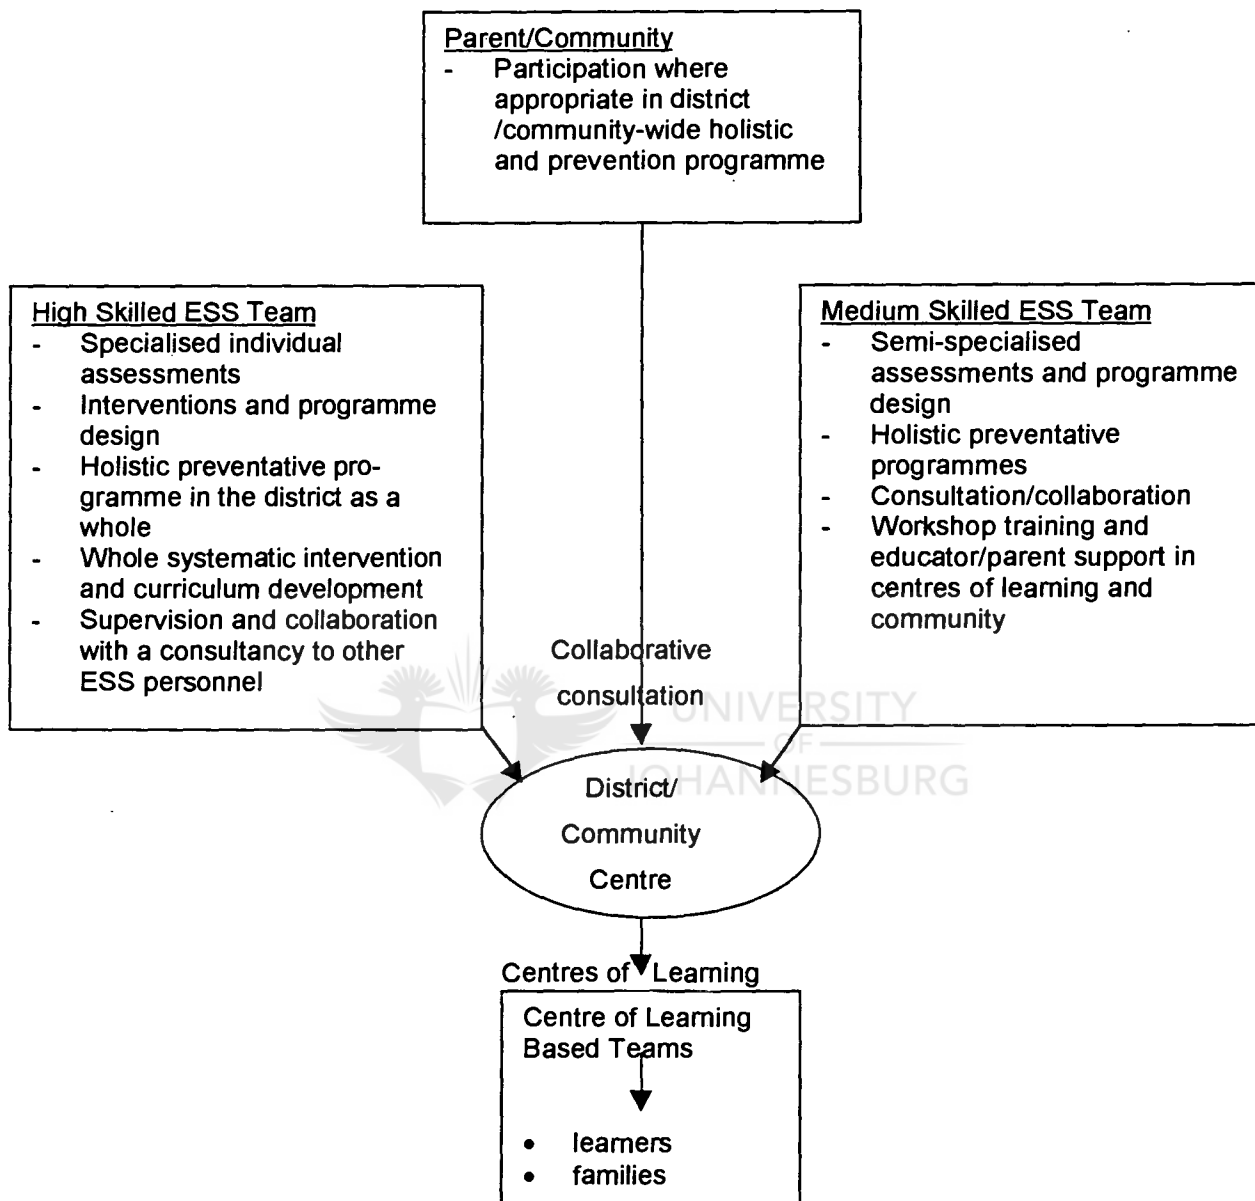 Parent/Community
- Participation where
appropriate in district
/community-wide holistic
and prevention programme
High Skilled ESS Team
- Specialised individual
assessments
- Interventions and programme
design
- Holistic preventative pro-
gramme in the district as a
whole
- Whole systematic intervention
and curriculum development
- Supervision and collaboration
with a consultancy to other
ESS personnel
Medium Skilled ESS Team
- Semi-specialised
assessments and programme
design
- Holistic preventative
programmes
- Consultation/collaboration
- Workshop training and
educator/parent support in
centres of learning and
community
Collaborative
consultation
UNIVERSITY
OF
JOHANNESBURG
District/
Community
Centre
Centres of Learning
Centre of Learning
Based Teams
• learners
• families